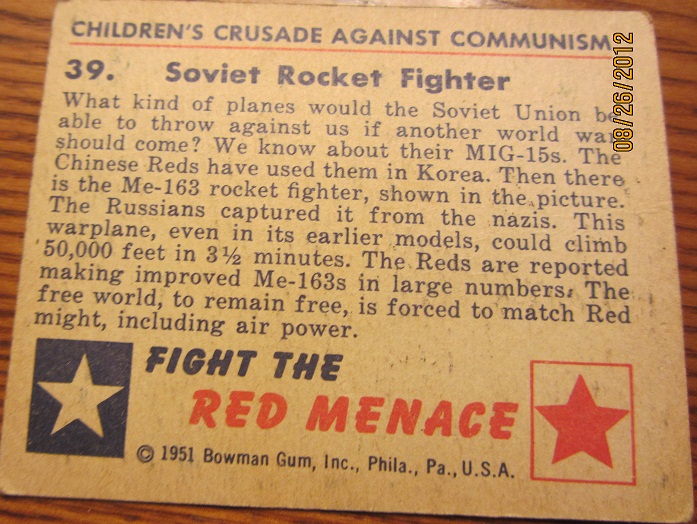 CHILDREN'S CRUSADE AGAINST COMMUNISM
39. Soviet Rocket Fighter
What kind of planes would the Soviet Union be
able to throw against us if another world war
should come? We know about their MIG-15s. The
Chinese Reds have used them in Korea. Then there
is the Me-163 rocket fighter, shown in the picture.
The Russians captured it from the nazis. This
warplane, even in its earlier models, could climb
50,000 feet in 3½ minutes. The Reds are reported
making improved Me-163s in large numbers. The
free world, to remain free, is forced to match Red
might, including air power.
FIGHT THE
RED MENACE
© 1951 Bowman Gum, Inc., Phila., Pa., U.S.A.
08/26/2012